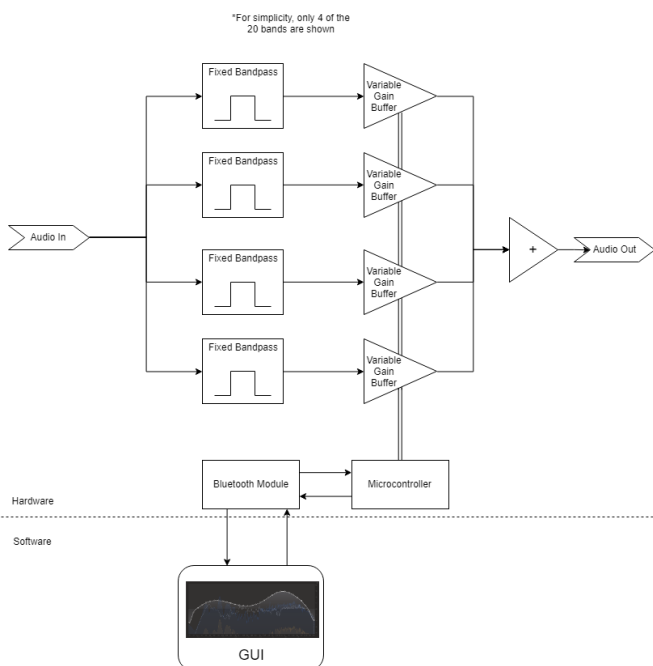 *For simplicity, only 4 of the
20 bands are shown
Fixed Bandpass
Variable
Gain
Buffer
Fixed Bandpass
Variable
Gain
Buffer
Audio In
+
Audio Out
Fixed Bandpass
Variable
Gain
Buffer
Fixed Bandpass
Variable
Gain
Buffer
Bluetooth Module
Microcontroller
Hardware
Software
GUI